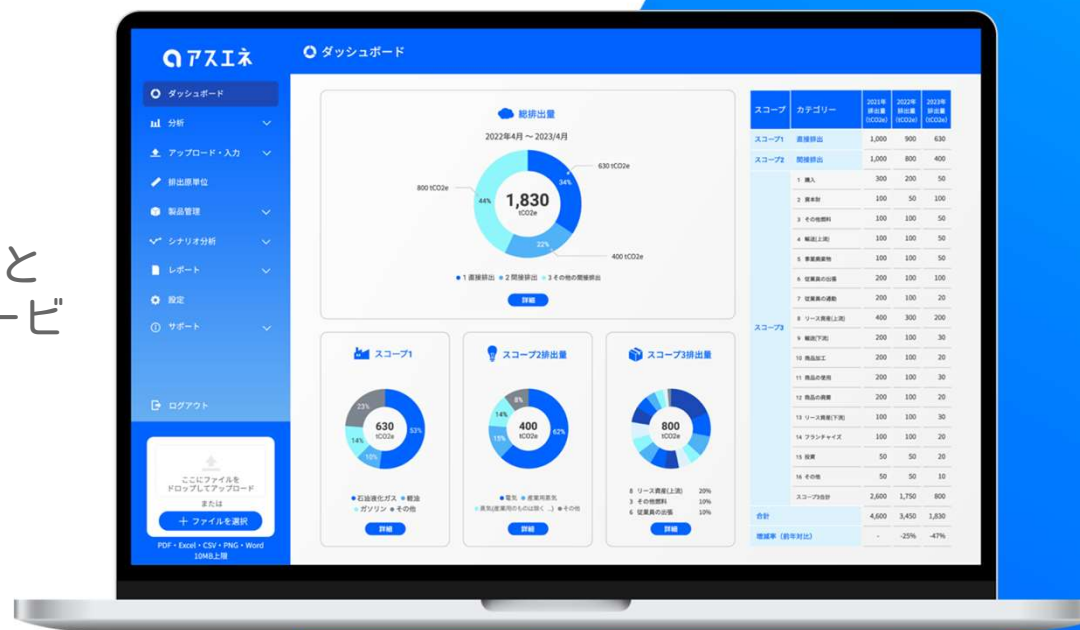 と
ービ
アスエネ
ダッシュボード
ダッシュボード
分析
アップロード・入力
排出原単位
製品管理
シナリオ分析
レポート
設定
サポート
ログアウト
ここにファイルを
ドロップしてアップロード
または
＋ ファイルを選択
PDF・Excel・CSV・PNG・Word
10MB上限
総排出量
2022年4月 〜 2023/4月
630 tCO2e
800 tCO2e
34%
44%
1,830
tCO2e
22%
400 tCO2e
1 直接排出 2 間接排出 3 その他の間接排出
詳細
スコープ1
23%
53%
14%
10%
630
tCO2e
石油液化ガス 軽油
ガソリン その他
詳細
スコープ2排出量
8%
14%
15%
62%
400
tCO2e
電気 産業用蒸気
蒸気(産業用のものは除く ..) その他
詳細
スコープ3排出量
800
tCO2e
8 リース資産(上流) 20%
3 その他燃料 10%
6 従業員の出張 10%
詳細
スコープ カテゴリー 2021年排出量(tCO2e) 2022年排出量(tCO2e) 2023年排出量(tCO2e)
スコープ1 直接排出 1,000 900 630
スコープ2 間接排出 1,000 800 400
スコープ3
1 購入 300 200 50
2 資本財 100 50 100
3 その他燃料 100 100 50
4 輸送(上流) 100 100 50
5 事業廃棄物 100 100 50
6 従業員の出張 200 100 100
7 従業員の通勤 200 100 20
8 リース資産(上流) 400 300 200
9 輸送(下流) 200 100 30
10 商品加工 200 100 20
11 商品の使用 200 100 30
12 商品の廃棄 200 100 20
13 リース資産(下流) 100 100 30
14 フランチャイズ 100 100 20
15 投資 50 50 20
16 その他 50 50 10
スコープ3合計 2,600 1,750 800
合計 4,600 3,450 1,830
増減率（前年対比） - -25% -47%